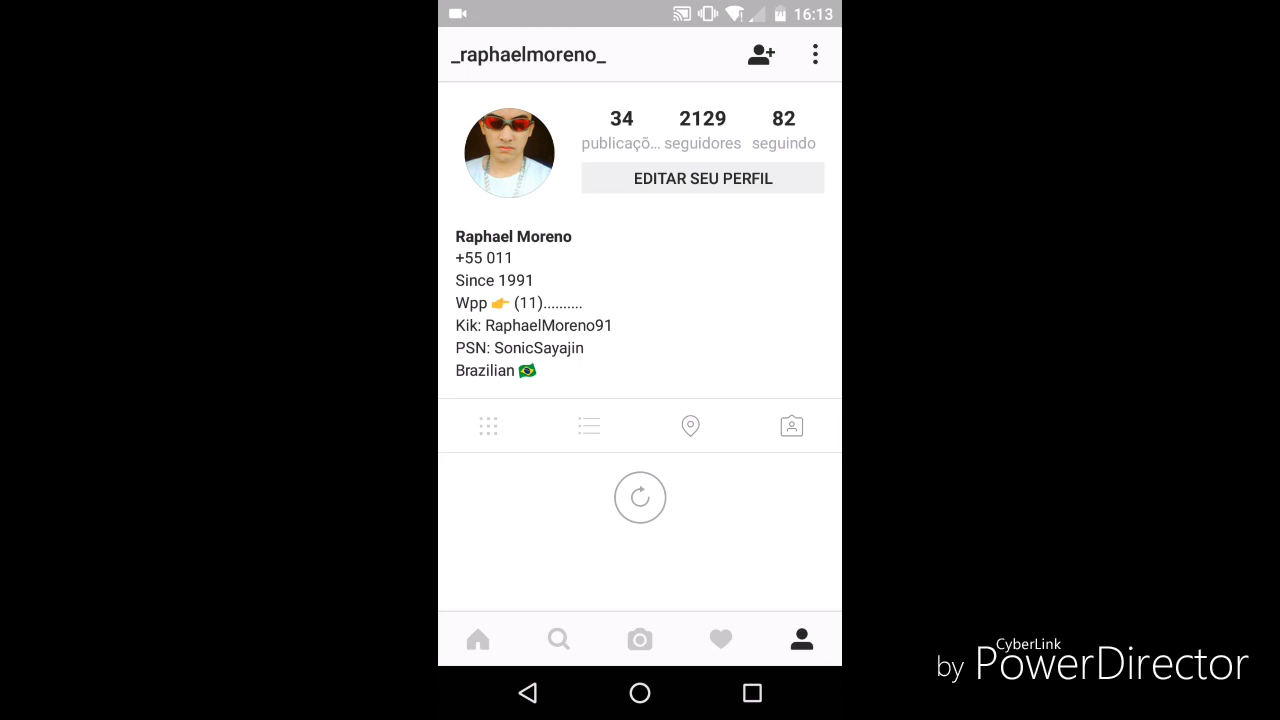 16:13
_raphaelmoreno_
34 2129 82
publicaçõ... seguidores seguindo
EDITAR SEU PERFIL
Raphael Moreno
+55 011
Since 1991
Wpp 👉 (11)..........
Kik: RaphaelMoreno91
PSN: SonicSayajin
Brazilian 🇧🇷
CyberLink
by PowerDirector